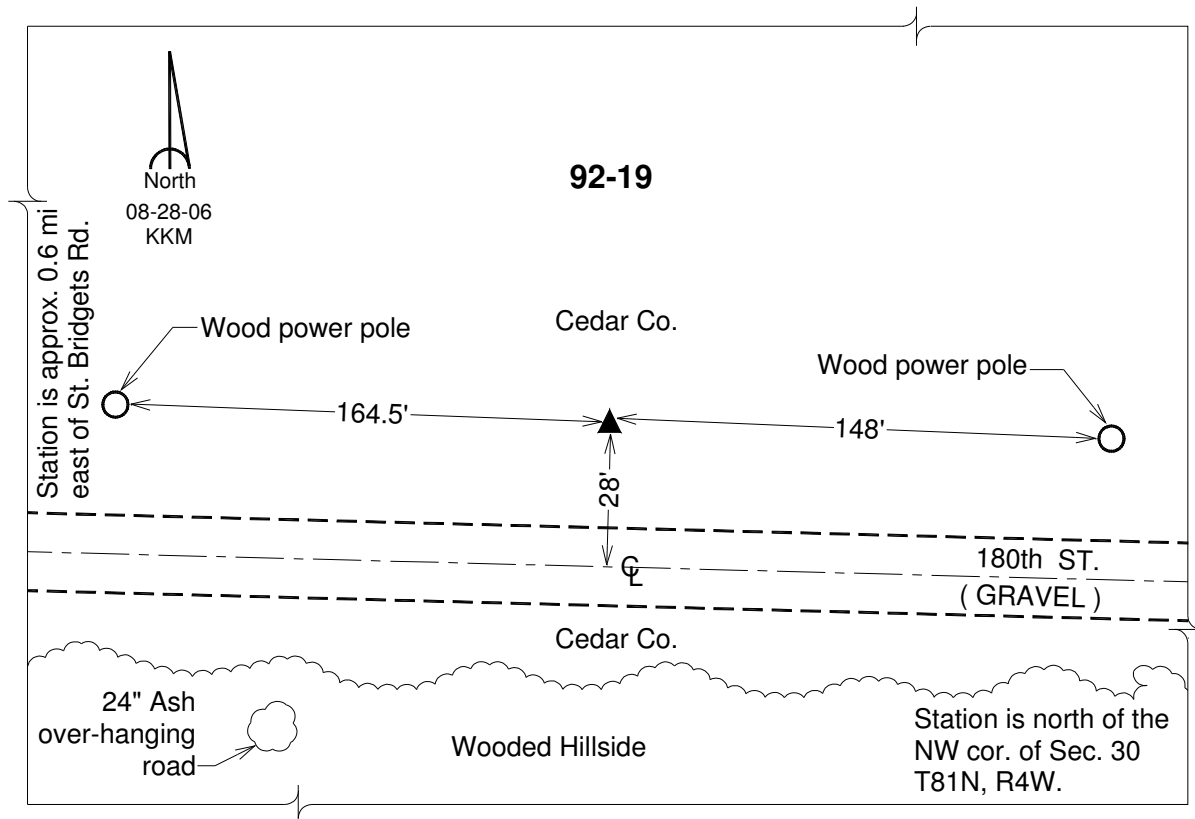 North
08-28-06
KKM
92-19
Station is approx. 0.6 mi
east of St. Bridgets Rd.
Wood power pole
Cedar Co.
Wood power pole
164.5'
148'
28'
℄
180th ST.
( GRAVEL )
Cedar Co.
24" Ash
over-hanging
road
Wooded Hillside
Station is north of the
NW cor. of Sec. 30
T81N, R4W.